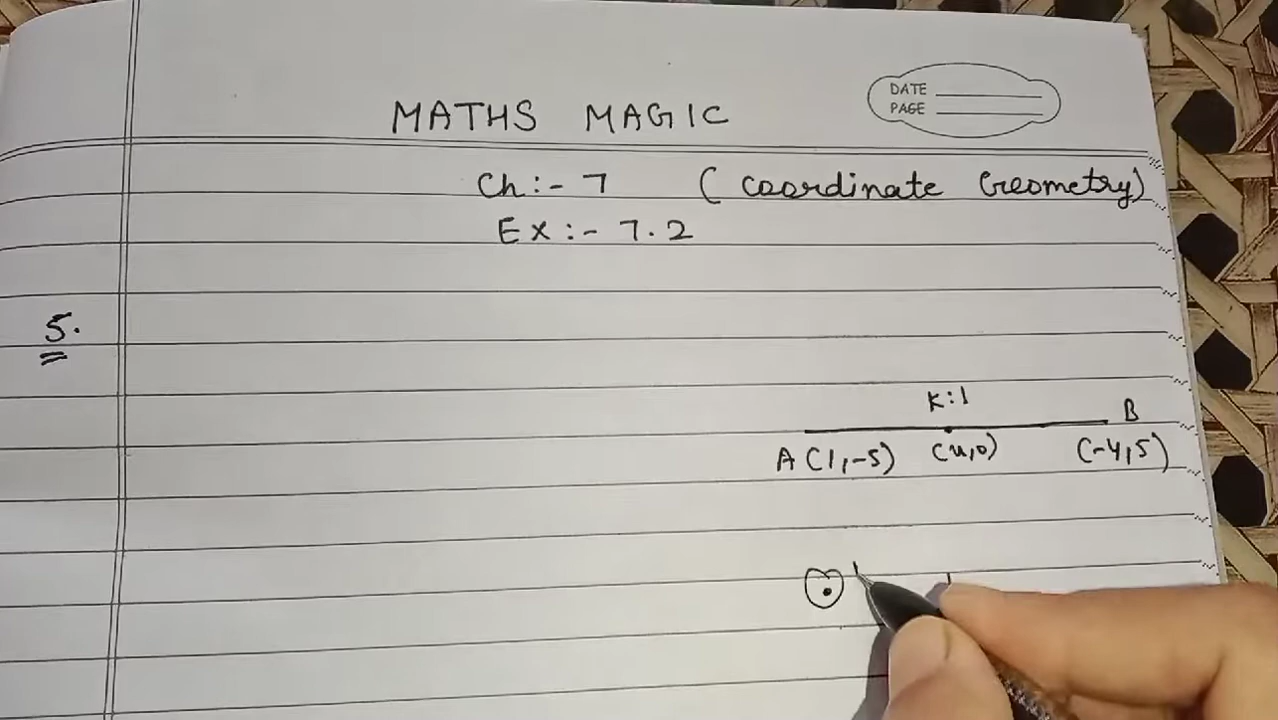 DATE
PAGE
MATHS MAGIC
Ch:- 7 (Coordinate Geometry)
Ex:- 7.2
5.
K:1
B
A(1,-5) (x,0) (-4,5)